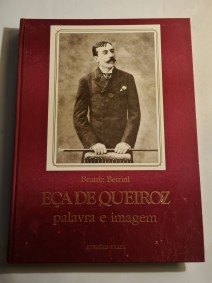 Beatriz Berrini
EÇA DE QUEIROZ
palavra e imagem